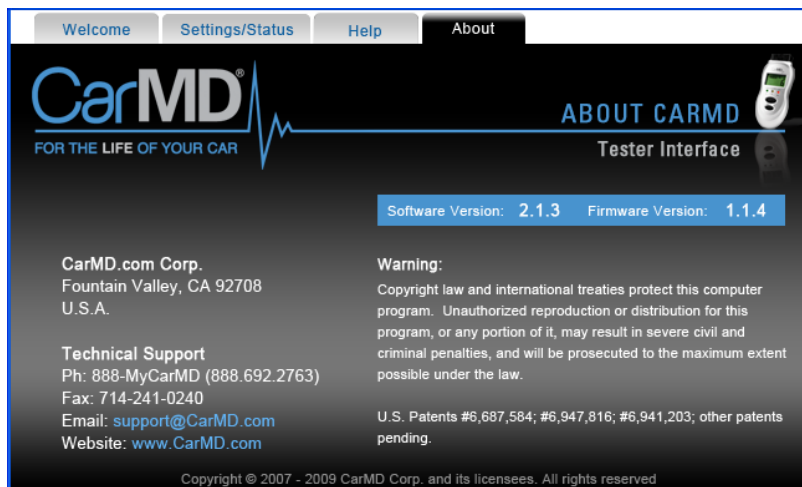 Welcome
Settings/Status
Help
About
CarMD®
FOR THE LIFE OF YOUR CAR
ABOUT CARMD
Tester Interface
Software Version: 2.1.3 Firmware Version: 1.1.4
CarMD.com Corp.
Fountain Valley, CA 92708
U.S.A.
Technical Support
Ph: 888-MyCarMD (888.692.2763)
Fax: 714-241-0240
Email: support@CarMD.com
Website: www.CarMD.com
Warning:
Copyright law and international treaties protect this computer
program. Unauthorized reproduction or distribution for this
program, or any portion of it, may result in severe civil and
criminal penalties, and will be prosecuted to the maximum extent
possible under the law.
U.S. Patents #6,687,584; #6,947,816; #6,941,203; other patents
pending.
Copyright © 2007 - 2009 CarMD Corp. and its licensees. All rights reserved